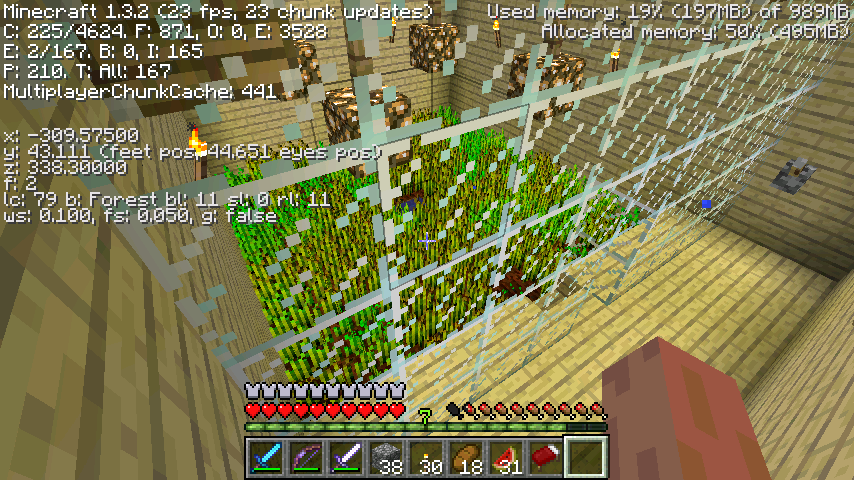 Minecraft 1.3.2 (23 fps, 23 chunk updates)
C: 225/4624. F: 871, O: 0, E: 3528
E: 2/167. B: 0, I: 165
P: 210. T: All: 167
MultiplayerChunkCache: 441
Used memory: 19% (197MB) of 989MB
Allocated memory: 50% (495MB)
x: -309.57500
y: 43.111 (feet pos, 44.651 eyes pos)
z: 338.30000
f: 2
lc: 79 b: Forest bl: 11 sl: 0 rl: 11
ws: 0.100, fs: 0.050, g: false
7
38 30 18 31